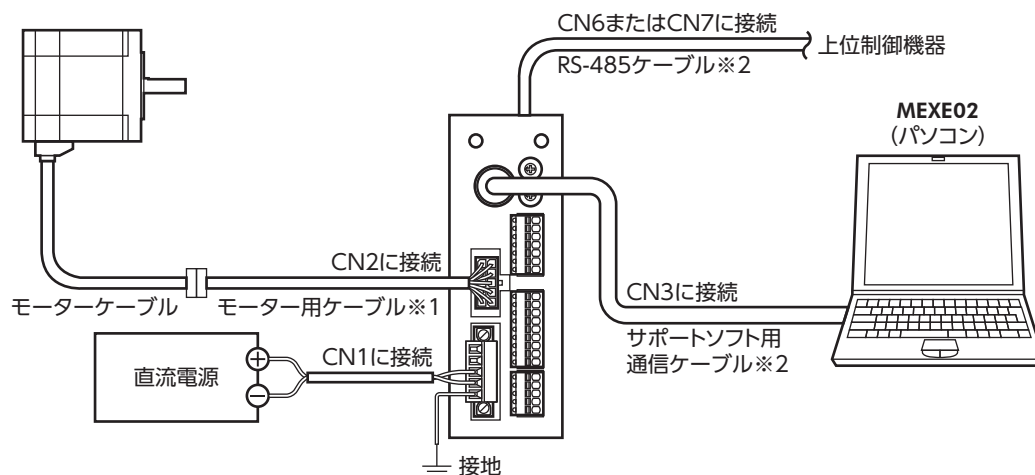 CN6またはCN7に接続
RS-485ケーブル※2
上位制御機器
MEXE02
（パソコン）
CN2に接続
モーターケーブル
モーター用ケーブル※1
CN3に接続
サポートソフト用
通信ケーブル※2
直流電源
+
−
CN1に接続
接地